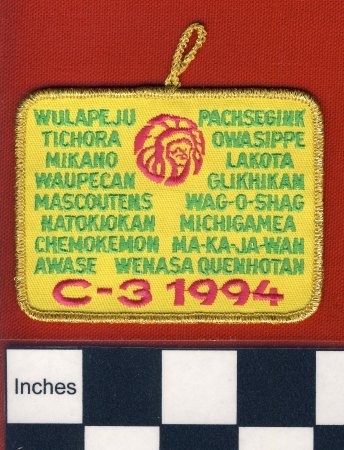 WULAPEJU PACHSEGINK
TICHORA OWASIPPE
MIKANO LAKOTA
WAUPECAN GLIKHIKAN
MASCOUTENS WAG-O-SHAG
NATOKIOKAN MICHIGAMEA
CHEMOKEMON MA-KA-JA-WAN
AWASE WENASA QUENHOTAN
C-3 1994
Inches